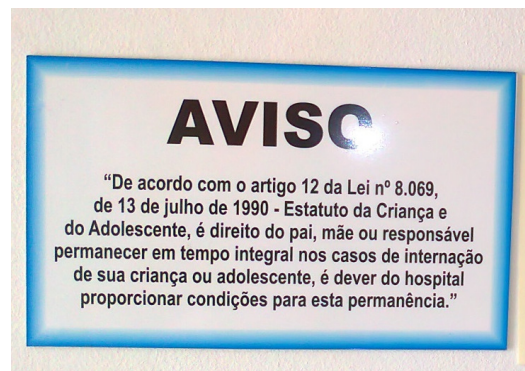 AVISO
“De acordo com o artigo 12 da Lei nº 8.069,
de 13 de julho de 1990 - Estatuto da Criança e
do Adolescente, é direito do pai, mãe ou responsável
permanecer em tempo integral nos casos de internação
de sua criança ou adolescente, é dever do hospital
proporcionar condições para esta permanência.”